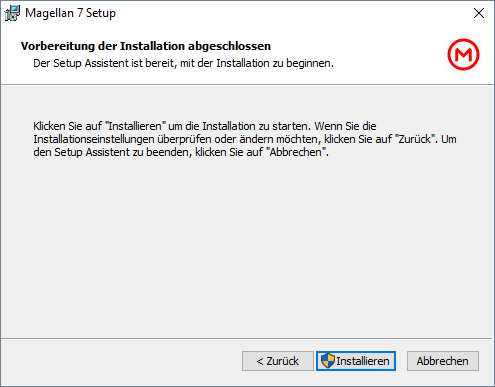 Magellan 7 Setup
Vorbereitung der Installation abgeschlossen
Der Setup Assistent ist bereit, mit der Installation zu beginnen.
M
Klicken Sie auf "Installieren" um die Installation zu starten. Wenn Sie die
Installationseinstellungen überprüfen oder ändern möchten, klicken Sie auf "Zurück". Um
den Setup Assistent zu beenden, klicken Sie auf "Abbrechen".
< Zurück
Installieren
Abbrechen